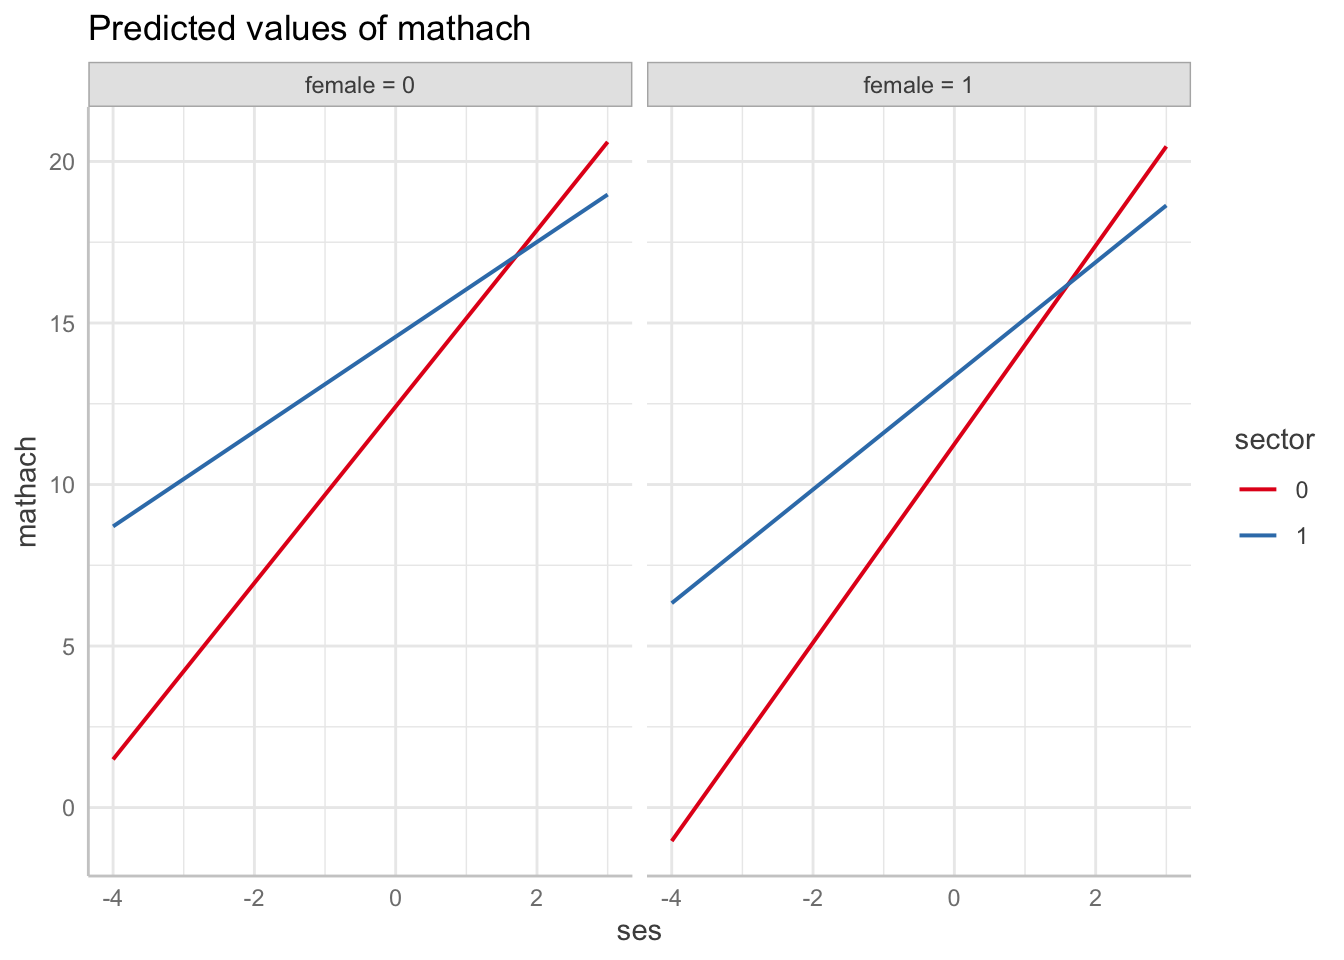 Predicted values of mathach
female = 0
female = 1
20
15
10
5
0
mathach
-4 -2 0 2
-4 -2 0 2
ses
sector
0
1